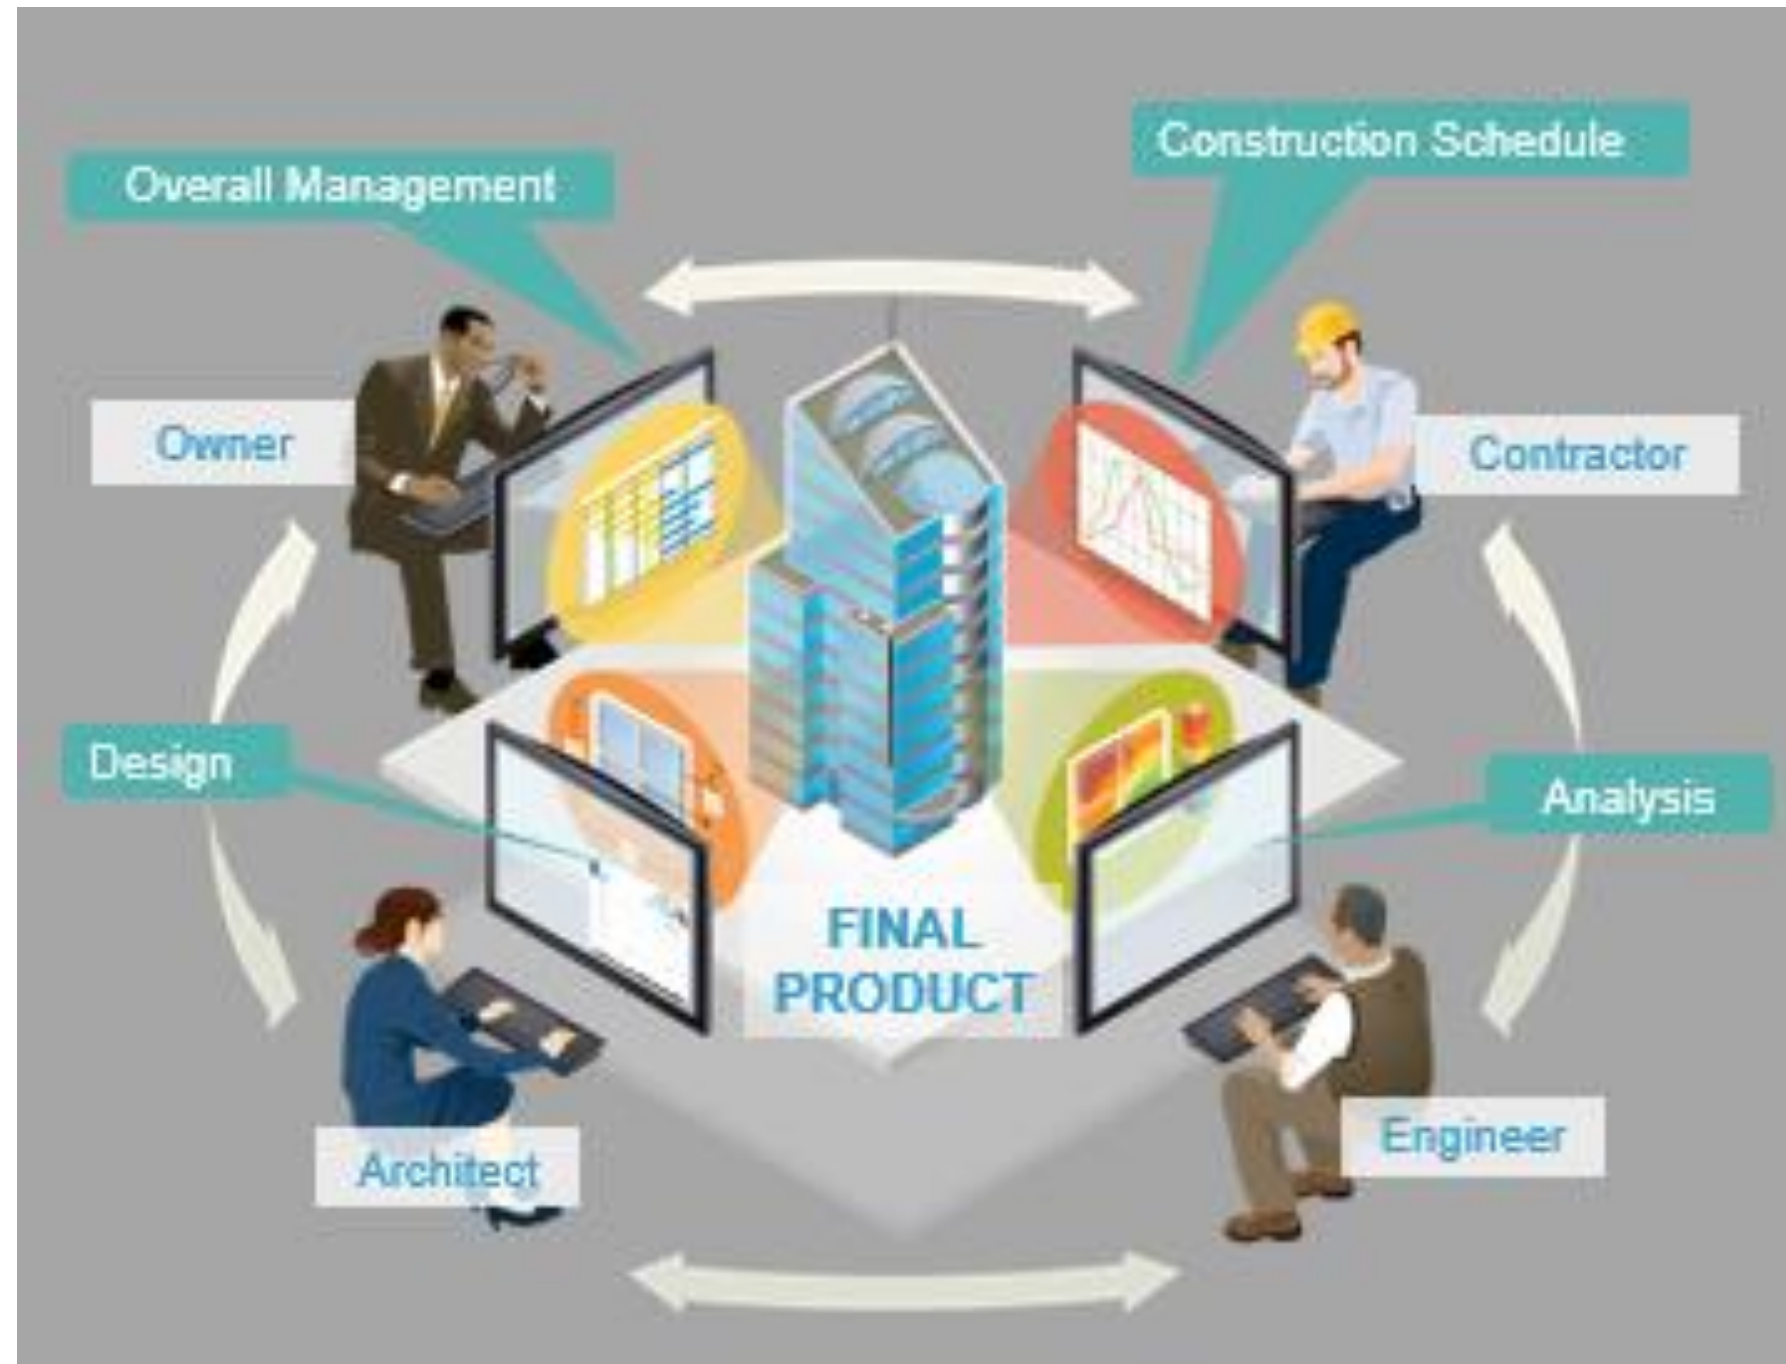 Construction Schedule
Overall Management
Owner
Contractor
Design
Analysis
FINAL
PRODUCT
Engineer
Architect